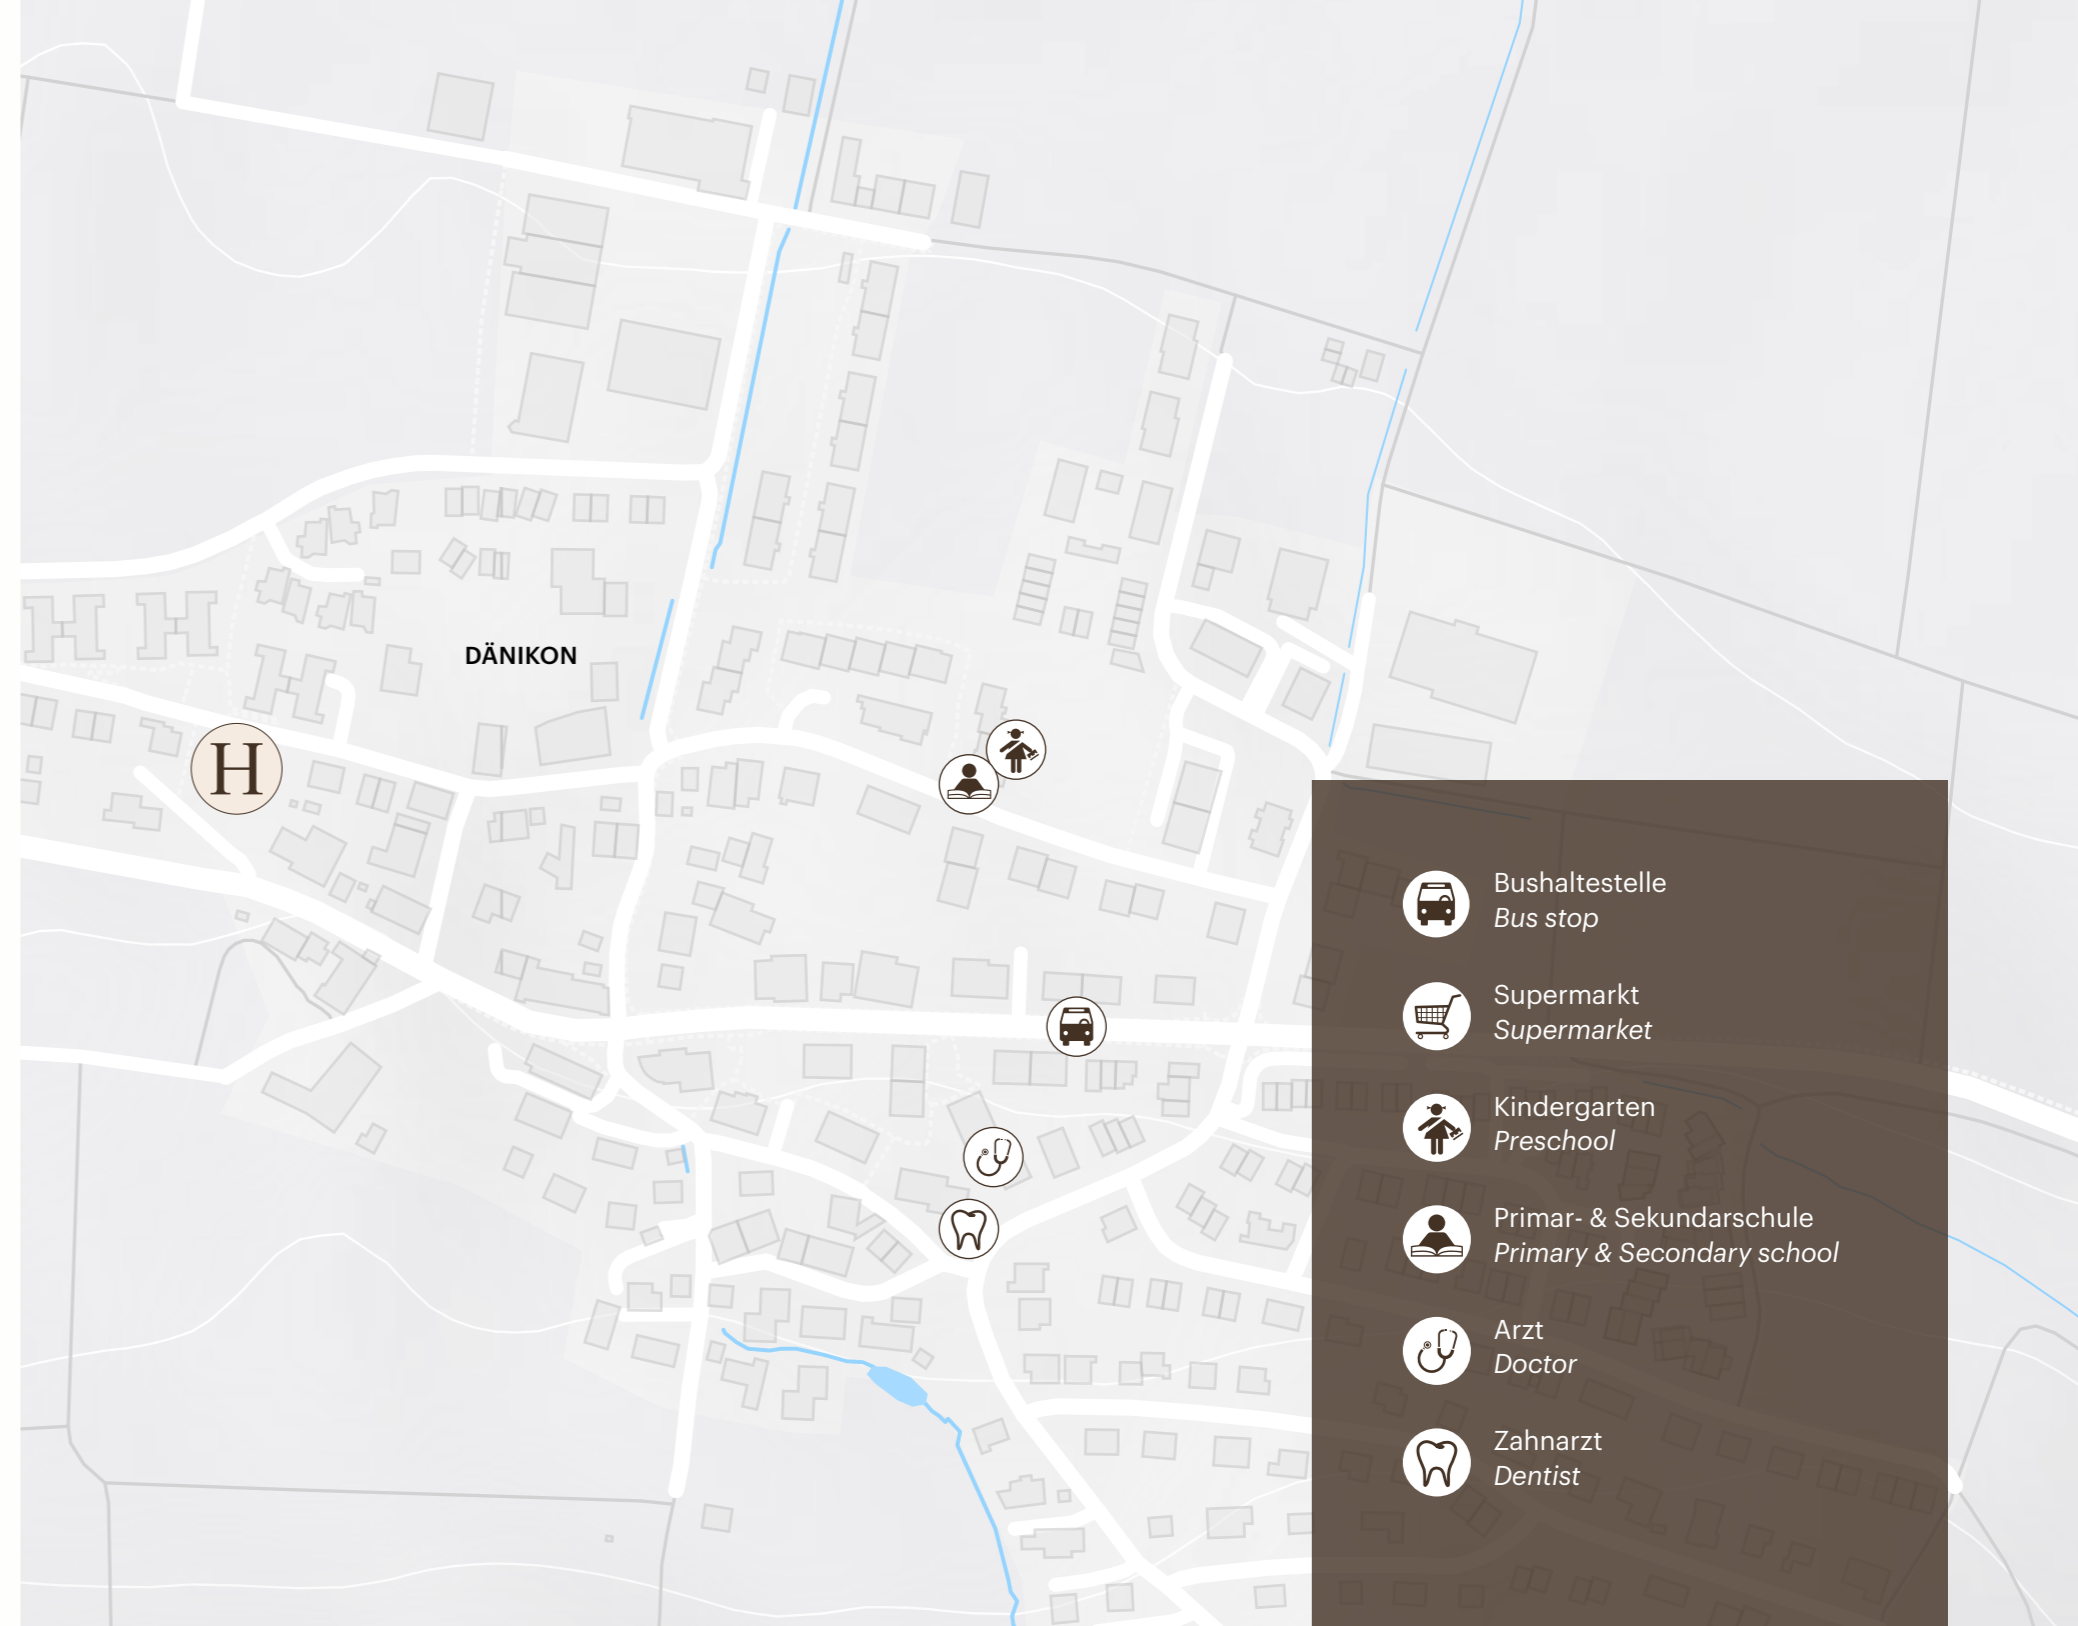 DÄNIKON
H
Bushaltestelle
Bus stop
Supermarkt
Supermarket
Kindergarten
Preschool
Primar- & Sekundarschule
Primary & Secondary school
Arzt
Doctor
Zahnarzt
Dentist